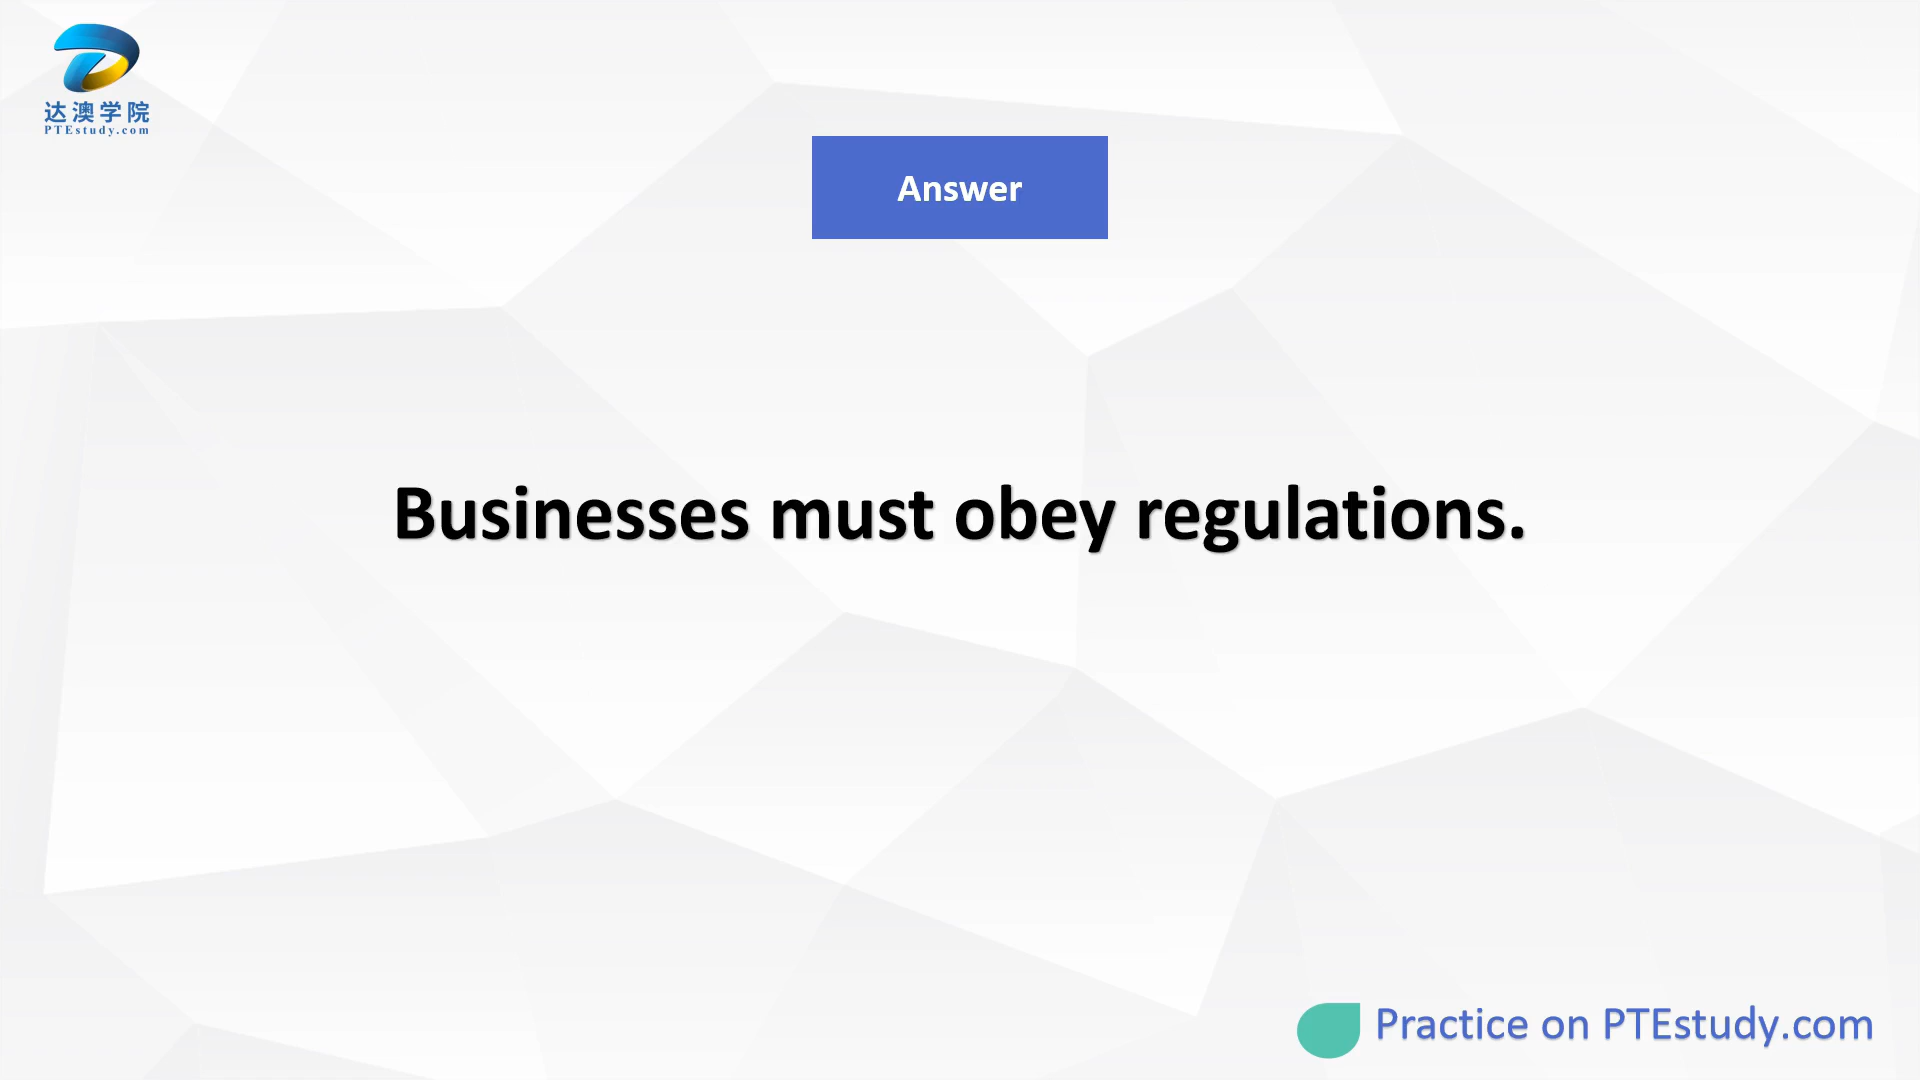 达澳学院
PTEstudy.com
Answer
Businesses must obey regulations.
Practice on PTEstudy.com